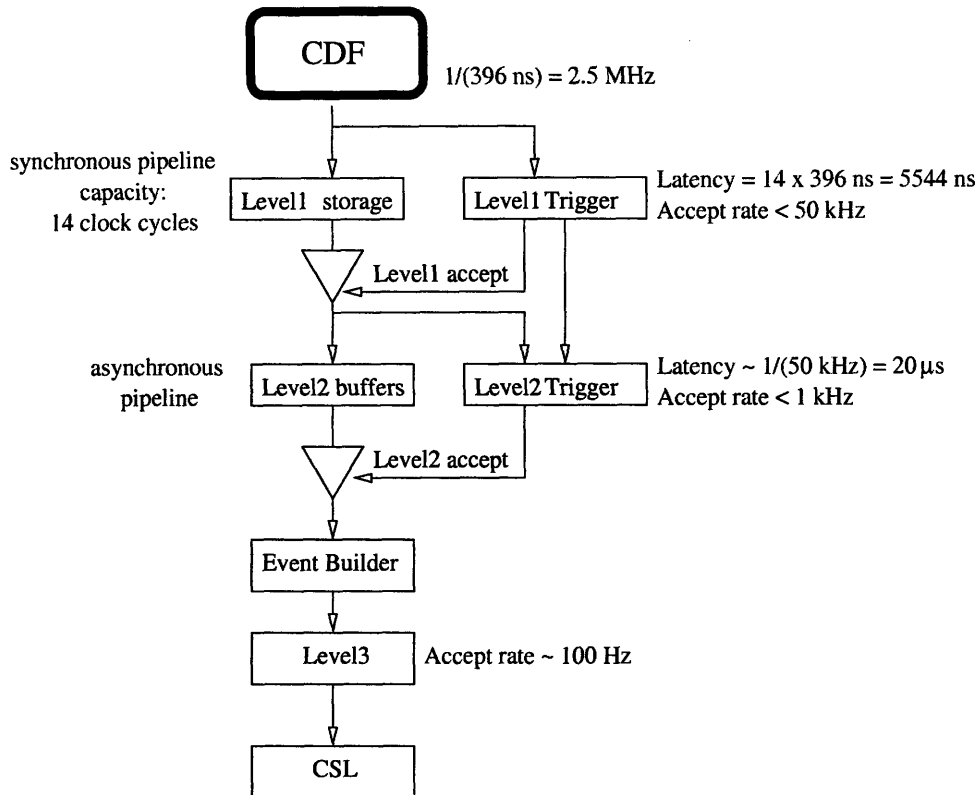 CDF
1/(396 ns) = 2.5 MHz
synchronous pipeline
capacity:
14 clock cycles
Level1 storage
Level1 Trigger
Latency = 14 x 396 ns = 5544 ns
Accept rate < 50 kHz
Level1 accept
asynchronous
pipeline
Level2 buffers
Level2 Trigger
Latency ~ 1/(50 kHz) = 20 μs
Accept rate < 1 kHz
Level2 accept
Event Builder
Level3
Accept rate ~ 100 Hz
CSL